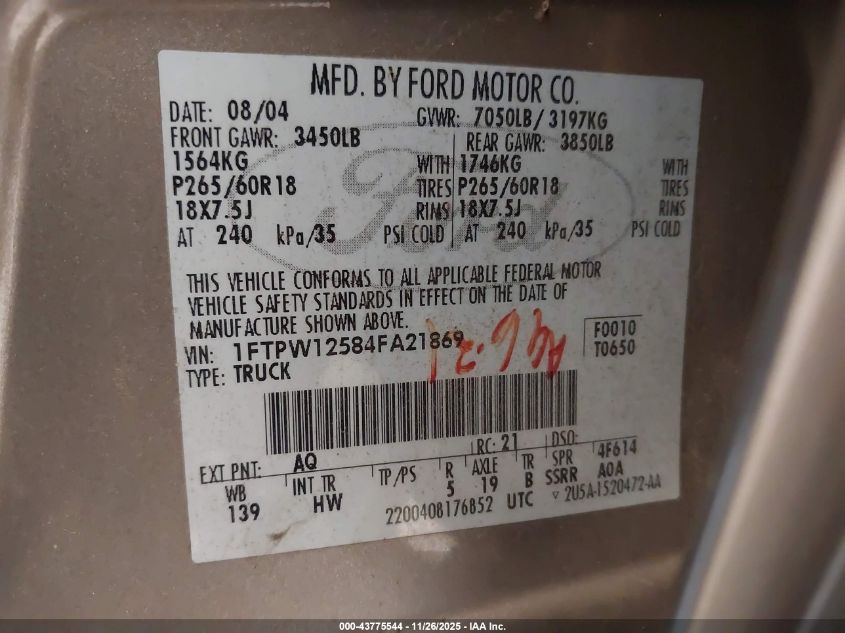 MFD. BY FORD MOTOR CO.
DATE: 08/04 GVWR: 7050LB/ 3197KG
FRONT GAWR: 3450LB REAR GAWR: 3850LB
1564KG WITH 1746KG WITH
P265/60R18 TIRES P265/60R18 TIRES
18X7.5J RIMS 18X7.5J RIMS
AT 240 kPa/35 PSI COLD AT 240 kPa/35 PSI COLD
Ford
THIS VEHICLE CONFORMS TO ALL APPLICABLE FEDERAL MOTOR
VEHICLE SAFETY STANDARDS IN EFFECT ON THE DATE OF
MANUFACTURE SHOWN ABOVE.
VIN: 1FTPW12584FA21869 F0010
TYPE: TRUCK T0650
EXT PNT: AQ RC: 21 DSO:
WB INT TR TP/PS R AXLE TR SPR 4F614
139 HW 5 19 B SSRR A0A
2200408176852 UTC 2U5A-1520472-AA
000-43775544 - 11/26/2025 - IAA Inc.